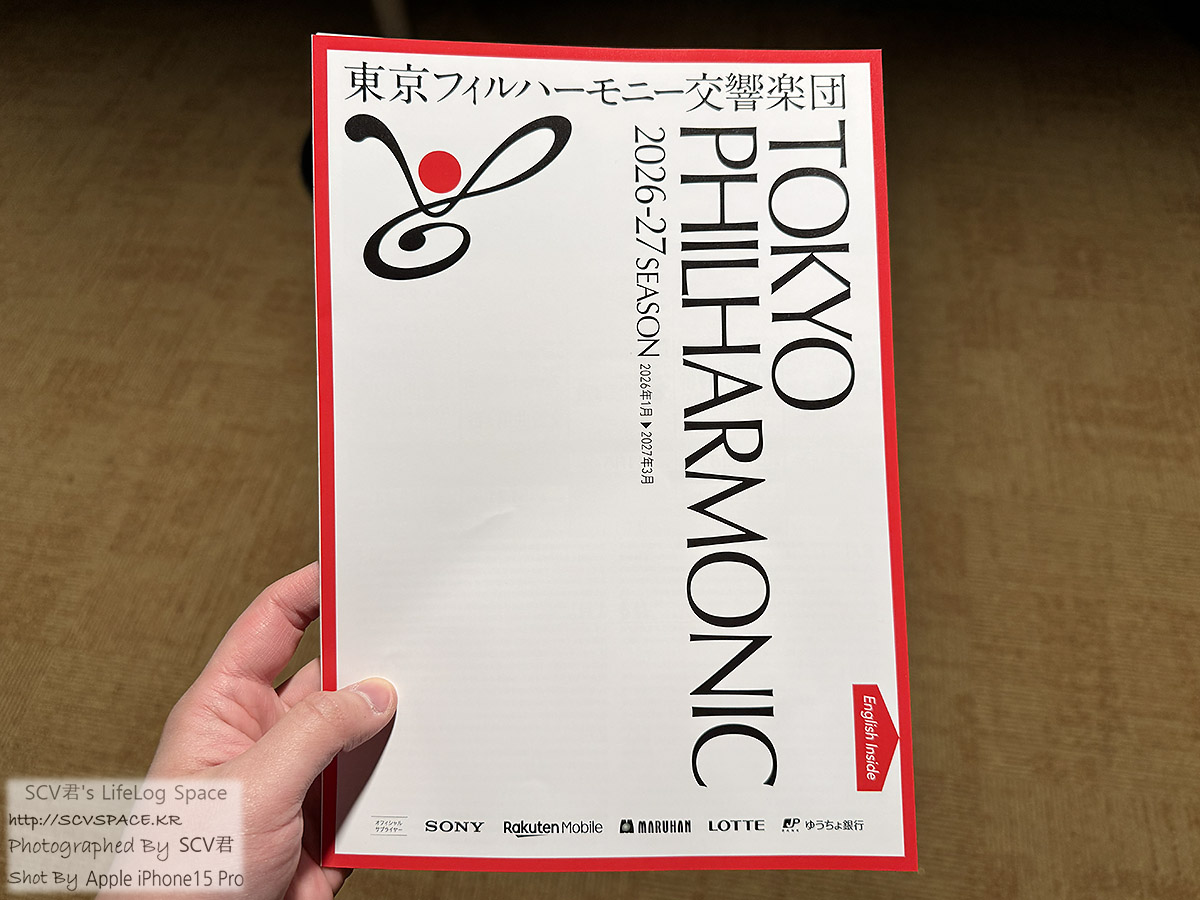 東京フィルハーモニー交響楽団
TOKYO
PHILHARMONIC
2026-27 SEASON 2026年1月▶2027年3月
English Inside
オフィシャル
サプライヤー
SONY
Rakuten Mobile
MARUHAN
LOTTE
JP BANK ゆうちょ銀行
SCV君's LifeLog Space
http://SCVSPACE.KR
Photographed By SCV君
Shot By Apple iPhone15 Pro